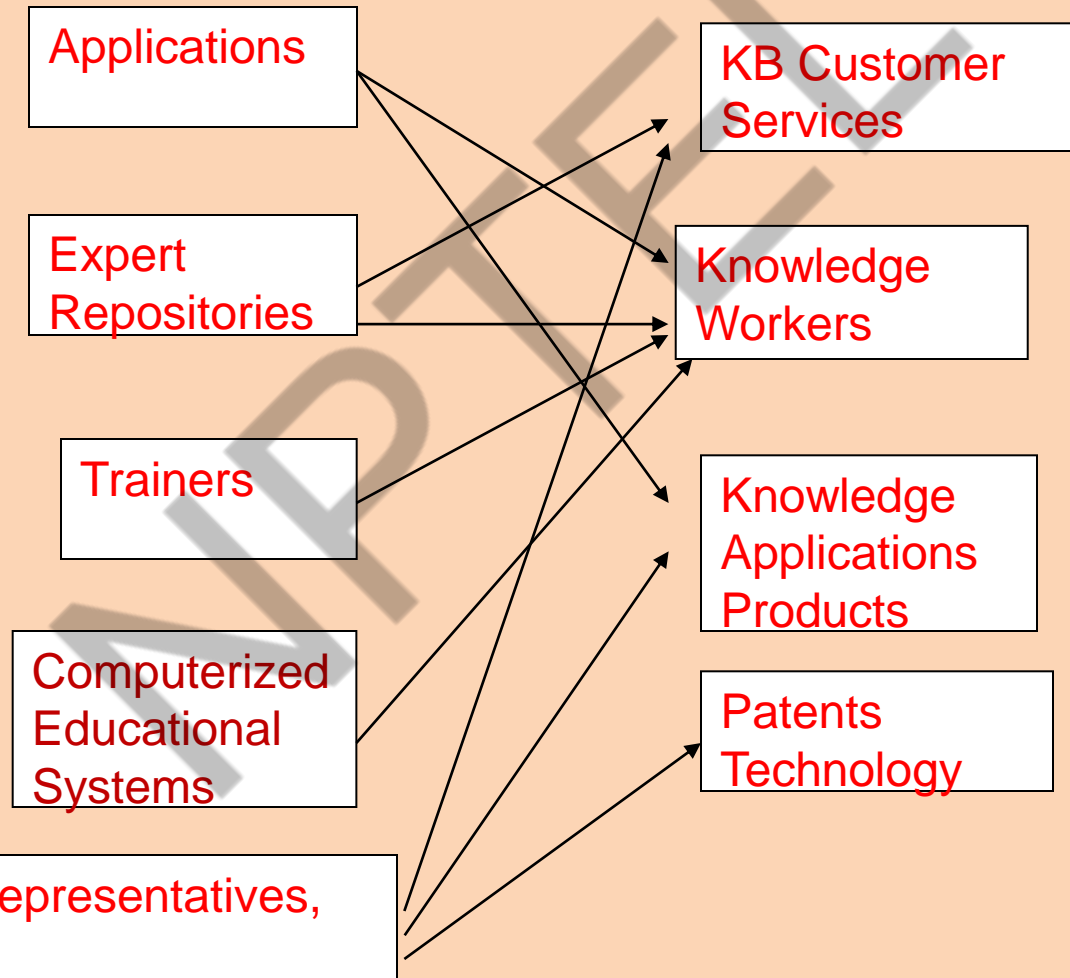 Applications
Expert
Repositories
Trainers
Computerized
Educational
Systems
epresentatives,
KB Customer
Services
Knowledge
Workers
Knowledge
Applications
Products
Patents
Technology
NPTEL